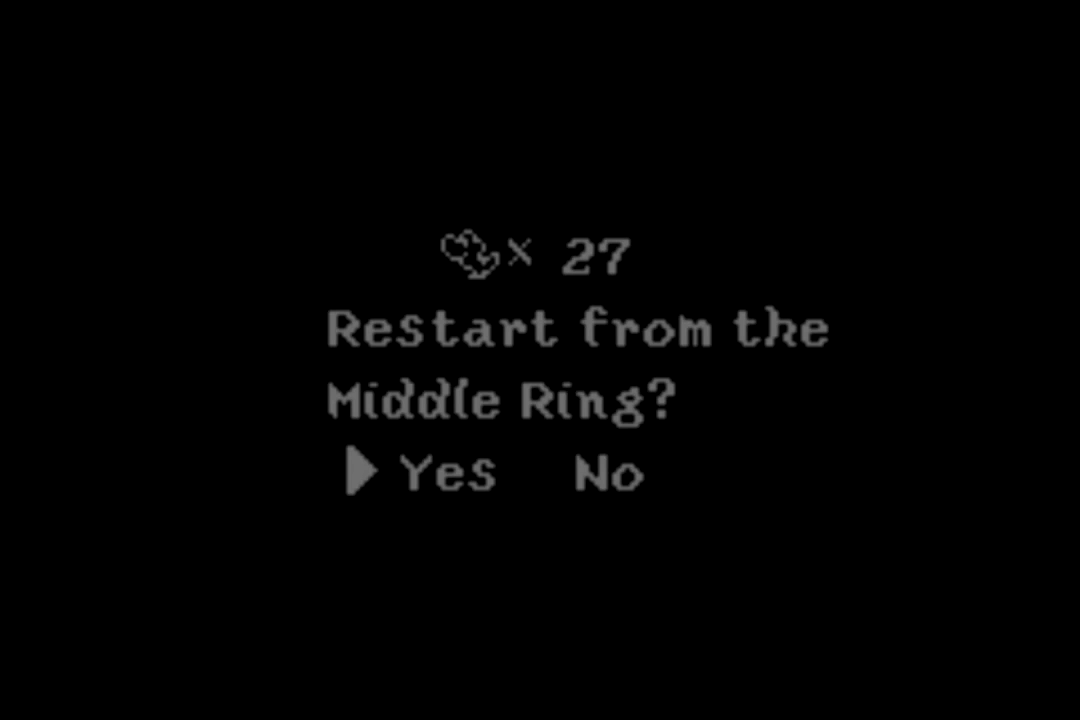 × 27
Restart from the
Middle Ring?
Yes No